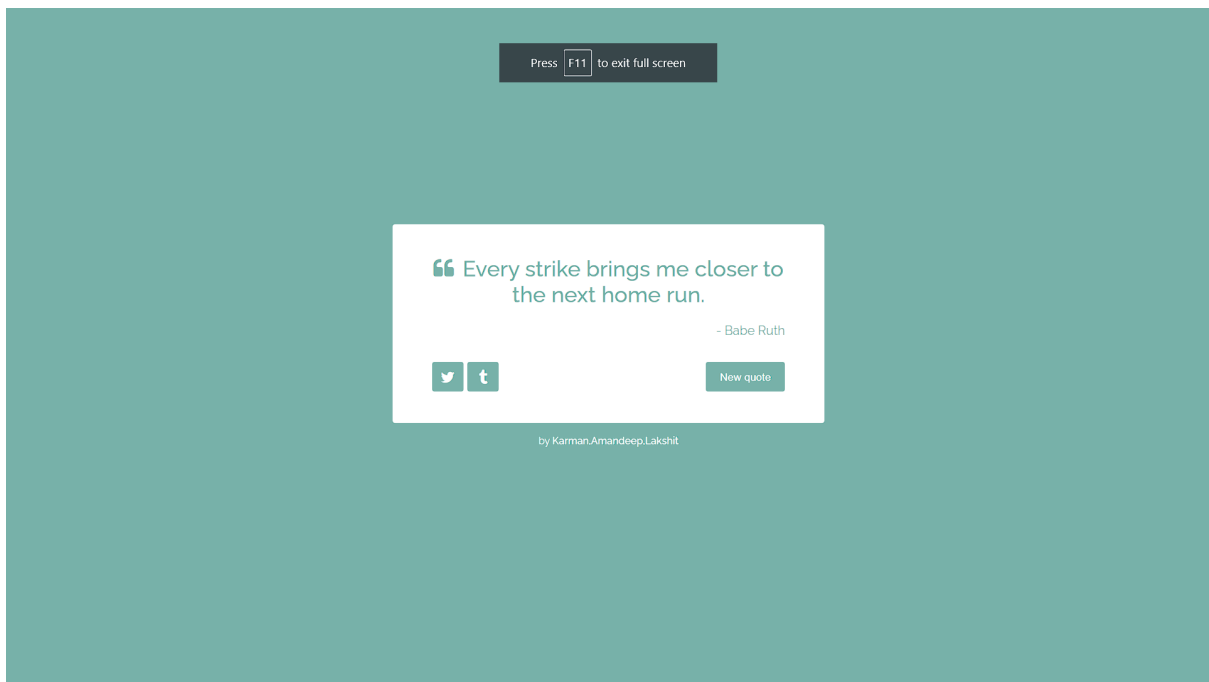 Press F11 to exit full screen
Every strike brings me closer to
the next home run.
- Babe Ruth
New quote
by Karman,Amandeep,Lakshit